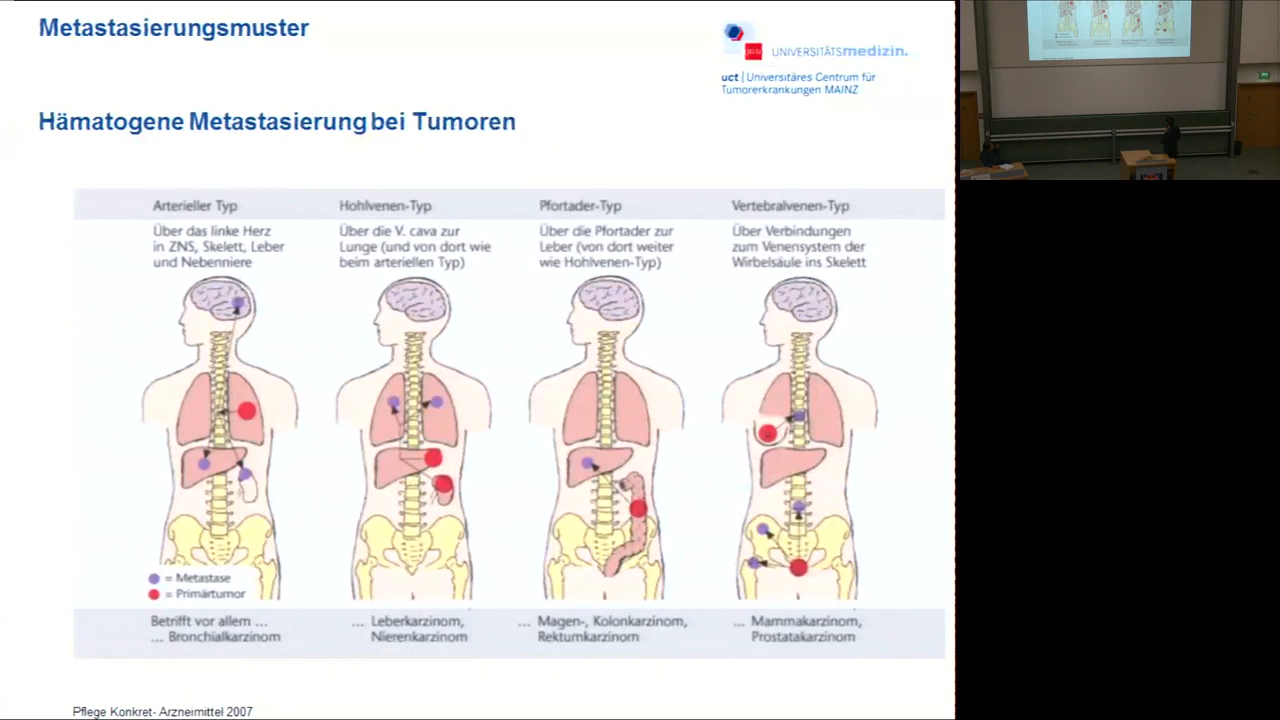 Metastasierungsmuster
UNIVERSITÄTSmedizin.
uct | Universitäres Centrum für
Tumorerkrankungen MAINZ
Hämatogene Metastasierung bei Tumoren
Arterieller Typ
Über das linke Herz
in ZNS, Skelett, Leber
und Nebenniere
Hohlvenen-Typ
Über die V. cava zur
Lunge (und von dort wie
beim arteriellen Typ)
Pfortader-Typ
Über die Pfortader zur
Leber (von dort weiter
wie Hohlvenen-Typ)
Vertebralvenen-Typ
Über Verbindungen
zum Venensystem der
Wirbelsäule ins Skelett
= Metastase
= Primärtumor
Betrifft vor allem ...
... Bronchialkarzinom
... Leberkarzinom,
Nierenkarzinom
... Magen-, Kolonkarzinom,
Rektumkarzinom
... Mammakarzinom,
Prostatakarzinom
Pflege Konkret- Arzneimittel 2007